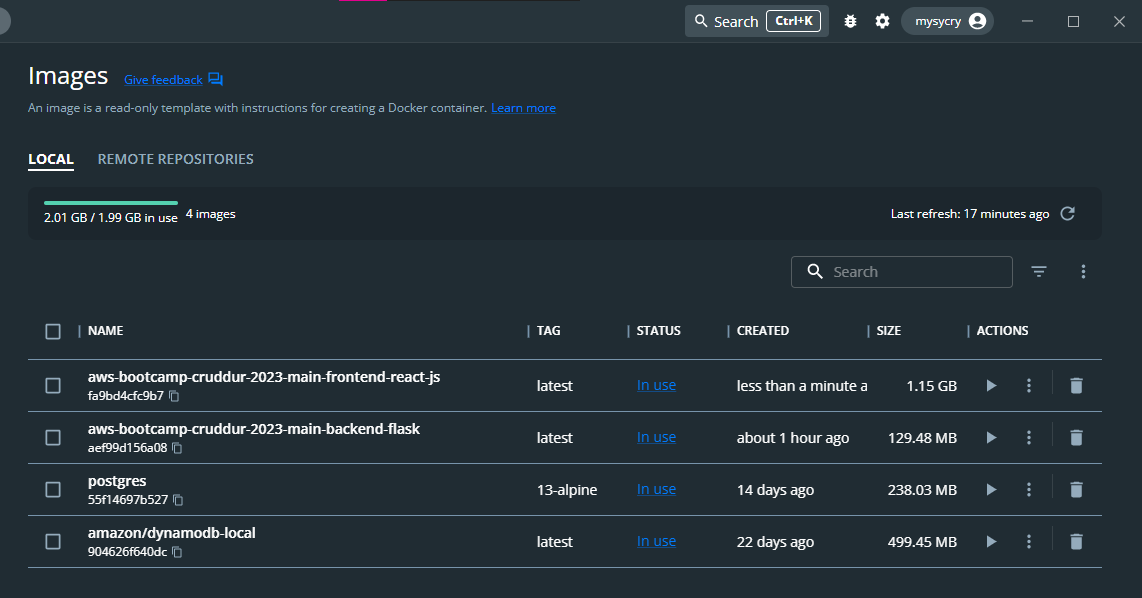 Search Ctrl+K mysycry
Images Give feedback
An image is a read-only template with instructions for creating a Docker container. Learn more
LOCAL REMOTE REPOSITORIES
2.01 GB / 1.99 GB in use 4 images Last refresh: 17 minutes ago
Search
NAME TAG STATUS CREATED SIZE ACTIONS
aws-bootcamp-cruddur-2023-main-frontend-react-js
fa9bd4cfc9b7 latest In use less than a minute a 1.15 GB
aws-bootcamp-cruddur-2023-main-backend-flask
aef99d156a08 latest In use about 1 hour ago 129.48 MB
postgres
55f14697b527 13-alpine In use 14 days ago 238.03 MB
amazon/dynamodb-local
904626f640dc latest In use 22 days ago 499.45 MB